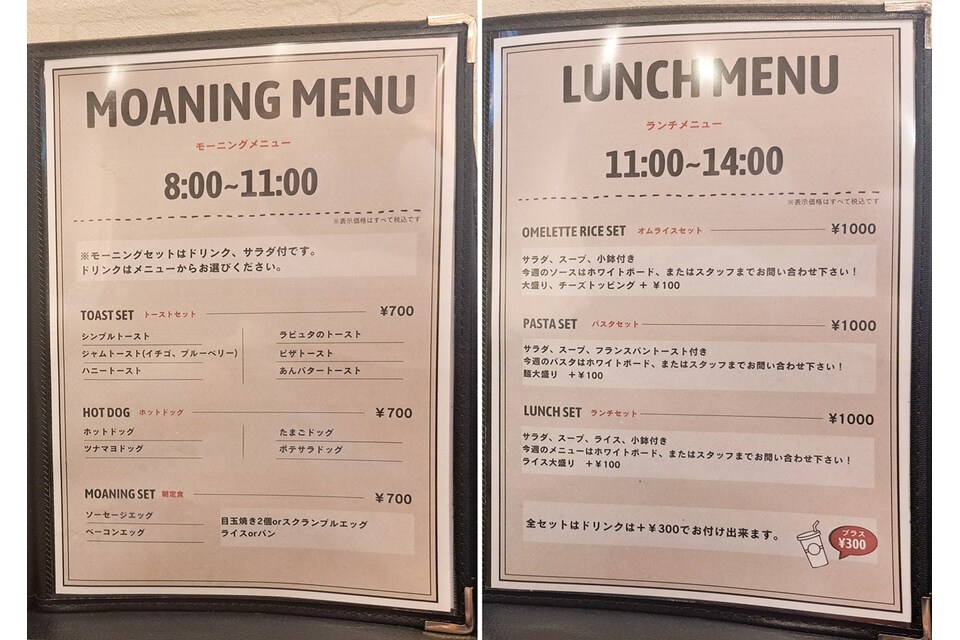 MOANING MENU
モーニングメニュー
8:00~11:00
※表示価格はすべて税込です
※モーニングセットはドリンク、サラダ付です。
ドリンクはメニューからお選びください。
TOAST SET トーストセット ¥700
シンプルトースト
ジャムトースト(イチゴ、ブルーベリー)
ハニートースト
ラピュタのトースト
ピザトースト
あんバタートースト
HOT DOG ホットドッグ ¥700
ホットドッグ
ツナマヨドッグ
たまごドッグ
ポテサラドッグ
MOANING SET 朝定食 ¥700
ソーセージエッグ
ベーコンエッグ
目玉焼き2個orスクランブルエッグ
ライスorパン
LUNCH MENU
ランチメニュー
11:00~14:00
※表示価格はすべて税込です
OMELETTE RICE SET オムライスセット ¥1000
サラダ、スープ、小鉢付き
今週のソースはホワイトボード、またはスタッフまでお問い合わせ下さい!
大盛り、チーズトッピング + ¥100
PASTA SET パスタセット ¥1000
サラダ、スープ、フランスパントースト付き
今週のパスタはホワイトボード、またはスタッフまでお問い合わせ下さい!
麺大盛り +¥100
LUNCH SET ランチセット ¥1000
サラダ、スープ、ライス、小鉢付き
今週のメニューはホワイトボード、またはスタッフまでお問い合わせ下さい!
ライス大盛り +¥100
全セットはドリンクは+¥300でお付け出来ます。
プラス
¥300